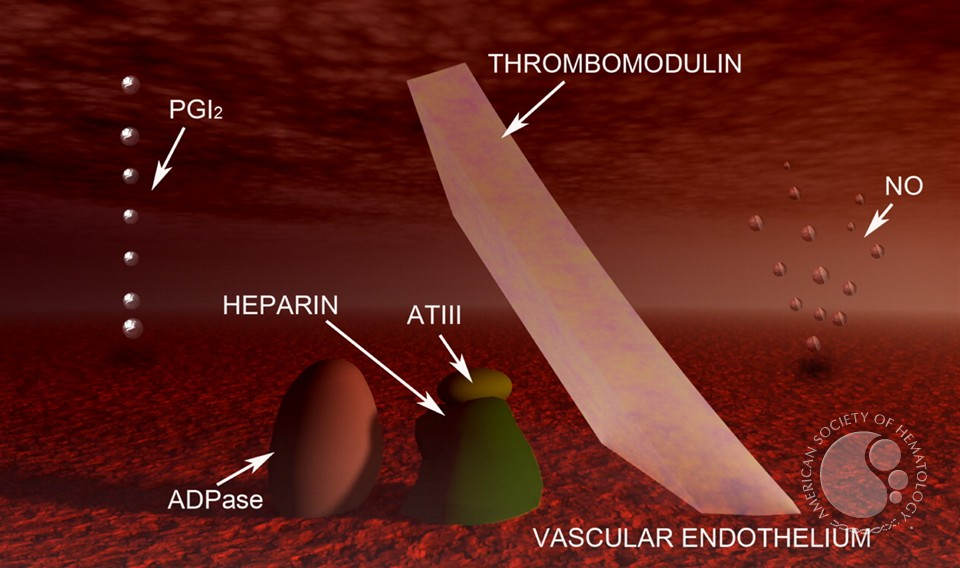 THROMBOMODULIN
PGI₂
NO
HEPARIN
ATIII
ADPase
VASCULAR ENDOTHELIUM
AMERICAN SOCIETY OF HEMATOLOGY